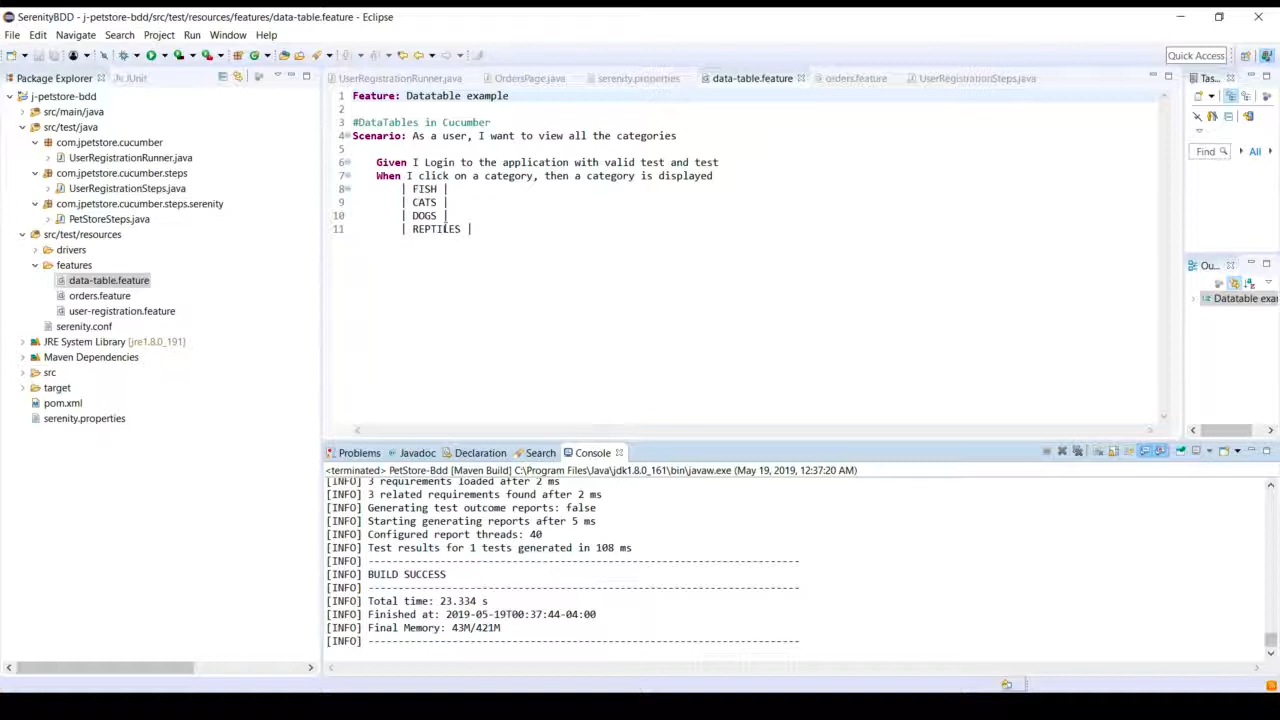 SerenityBDD - j-petstore-bdd/src/test/resources/features/data-table.feature - Eclipse
File Edit Navigate Search Project Run Window Help
Quick Access
Package Explorer JUnit
j-petstore-bdd
src/main/java
src/test/java
com.jpetstore.cucumber
UserRegistrationRunner.java
com.jpetstore.cucumber.steps
UserRegistrationSteps.java
com.jpetstore.cucumber.steps.serenity
PetStoreSteps.java
src/test/resources
drivers
features
data-table.feature
orders.feature
user-registration.feature
serenity.conf
JRE System Library [jre1.8.0_191]
Maven Dependencies
src
target
pom.xml
serenity.properties
UserRegistrationRunner.java OrdersPage.java serenity.properties data-table.feature orders.feature UserRegistrationSteps.java
1 Feature: Datatable example
2
3 #DataTables in Cucumber
4 Scenario: As a user, I want to view all the categories
5
6 Given I Login to the application with valid test and test
7 When I click on a category, then a category is displayed
8 | FISH |
9 | CATS |
10 | DOGS |
11 | REPTILES |
Tas...
Find All
Ou...
Datatable exar
Problems Javadoc Declaration Search Console
<terminated> PetStore-Bdd [Maven Build] C:\Program Files\Java\jdk1.8.0_161\bin\javaw.exe (May 19, 2019, 12:37:20 AM)
[INFO] 3 requirements loaded after 2 ms
[INFO] 3 related requirements found after 2 ms
[INFO] Generating test outcome reports: false
[INFO] Starting generating reports after 5 ms
[INFO] Configured report threads: 40
[INFO] Test results for 1 tests generated in 108 ms
[INFO] ------------------------------------------------------------------------
[INFO] BUILD SUCCESS
[INFO] ------------------------------------------------------------------------
[INFO] Total time: 23.334 s
[INFO] Finished at: 2019-05-19T00:37:44-04:00
[INFO] Final Memory: 43M/421M
[INFO] ------------------------------------------------------------------------